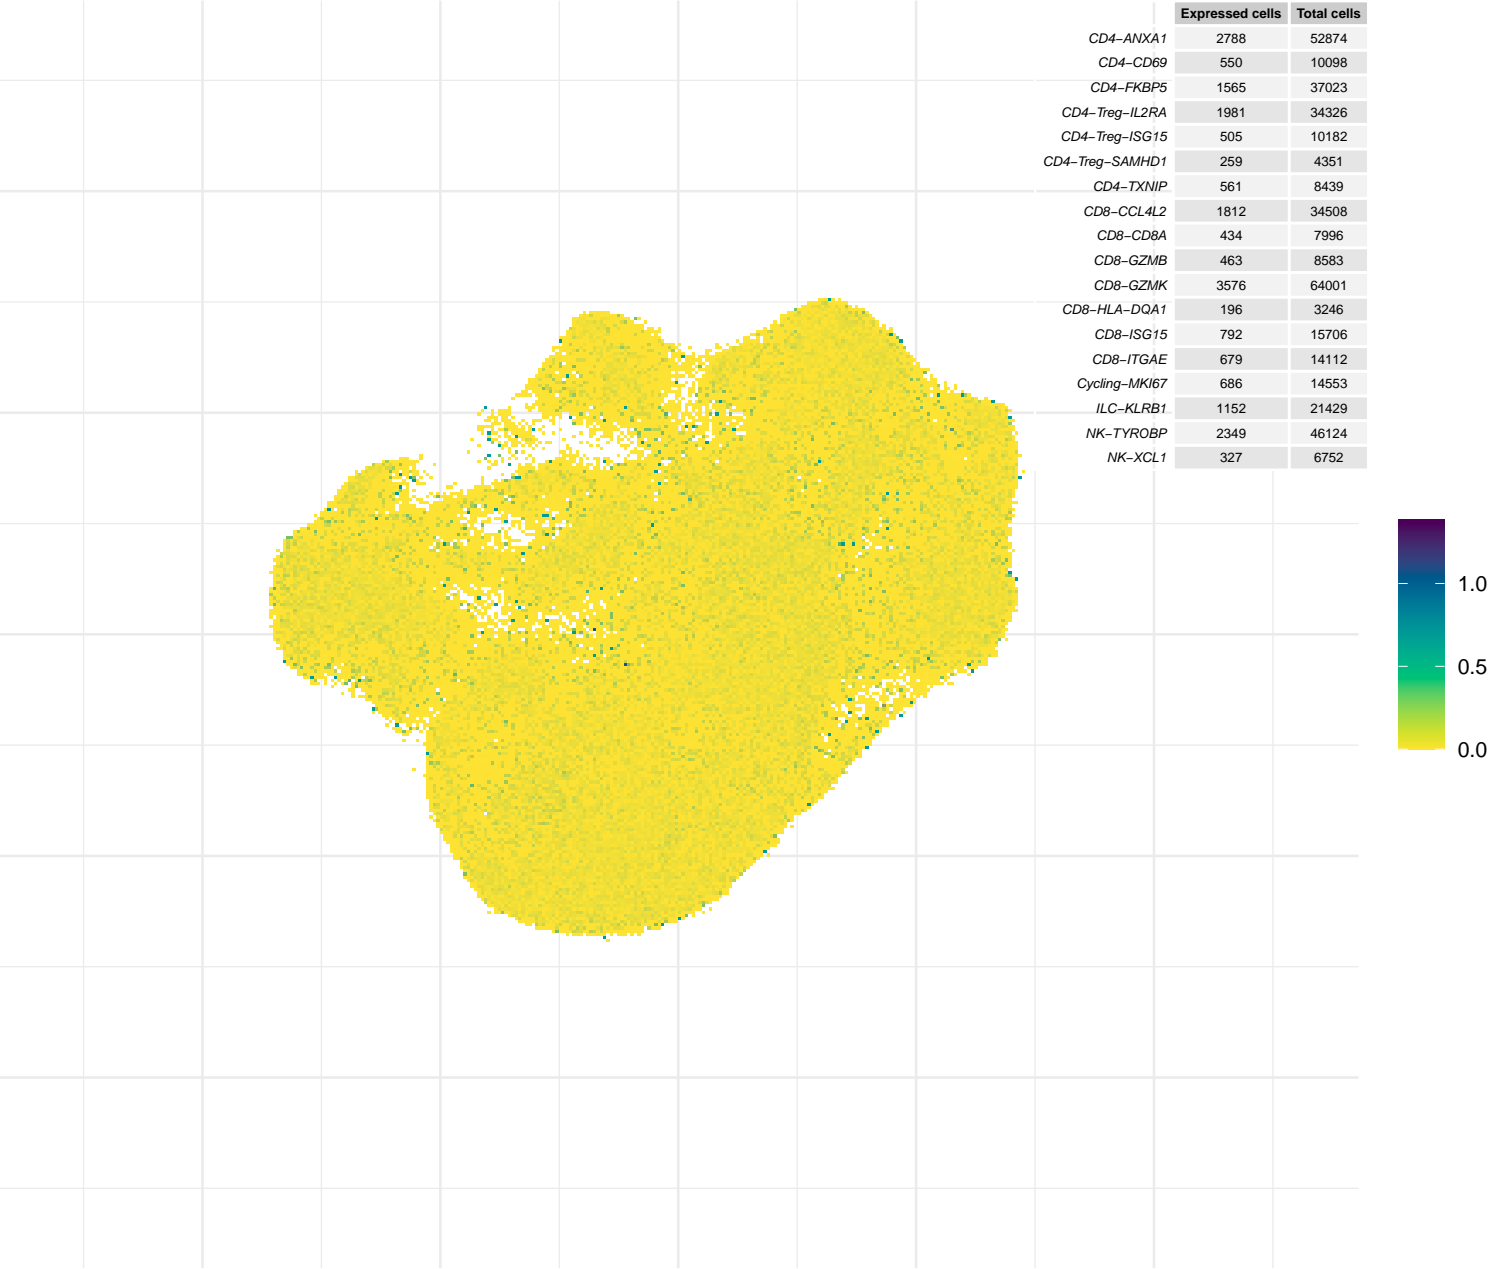 Expressed cells Total cells
CD4−ANXA1 2788 52874
CD4−CD69 550 10098
CD4−FKBP5 1565 37023
CD4−Treg−IL2RA 1981 34326
CD4−Treg−ISG15 505 10182
CD4−Treg−SAMHD1 259 4351
CD4−TXNIP 561 8439
CD8−CCL4L2 1812 34508
CD8−CD8A 434 7996
CD8−GZMB 463 8583
CD8−GZMK 3576 64001
CD8−HLA−DQA1 196 3246
CD8−ISG15 792 15706
CD8−ITGAE 679 14112
Cycling−MKI67 686 14553
ILC−KLRB1 1152 21429
NK−TYROBP 2349 46124
NK−XCL1 327 6752
1.0
0.5
0.0